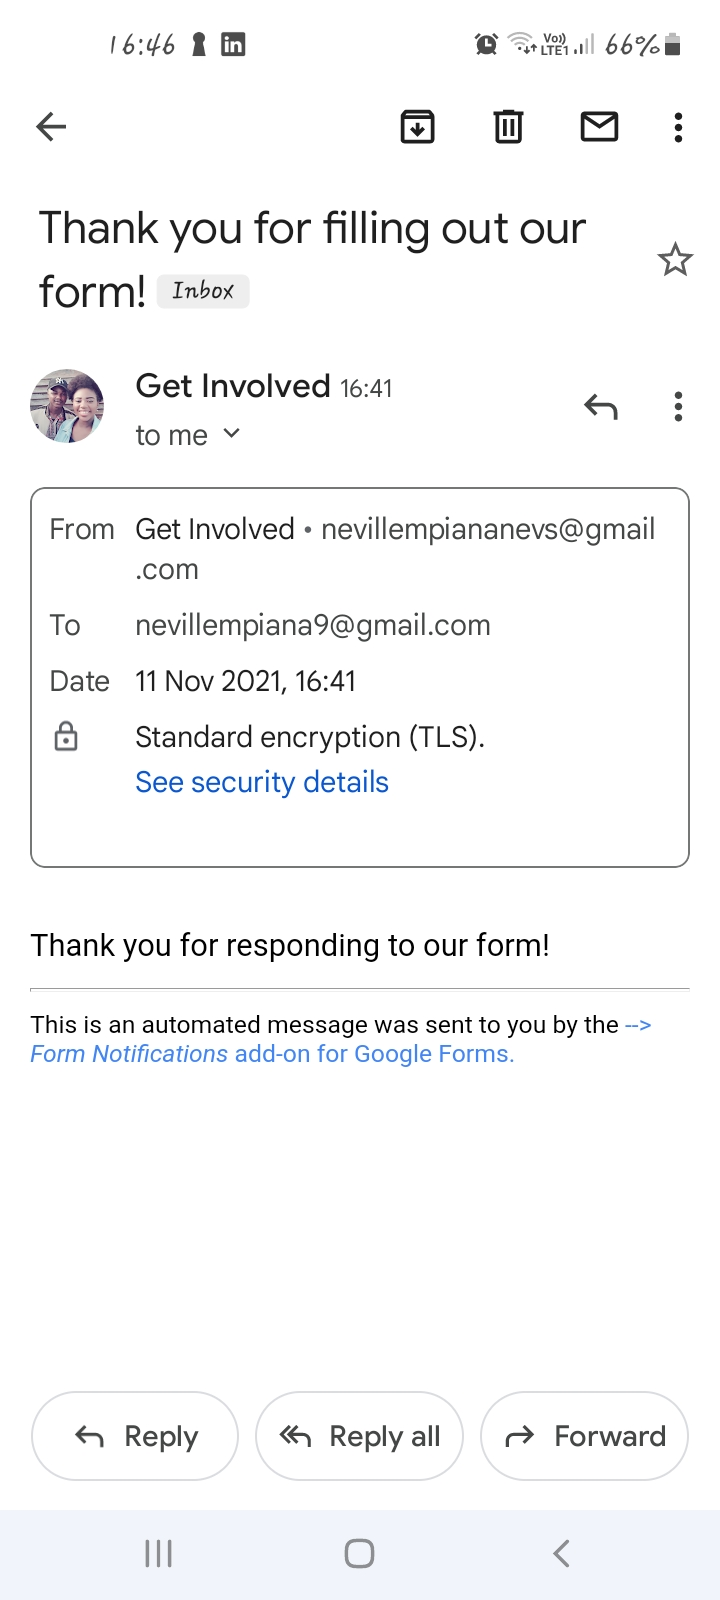 16:46 in Vo)) LTE1 66%
Thank you for filling out our
form! Inbox
Get Involved 16:41
to me
From Get Involved • nevillempiananevs@gmail
.com
To nevillempiana9@gmail.com
Date 11 Nov 2021, 16:41
Standard encryption (TLS).
See security details
Thank you for responding to our form!
This is an automated message was sent to you by the -->
Form Notifications add-on for Google Forms.
Reply Reply all Forward